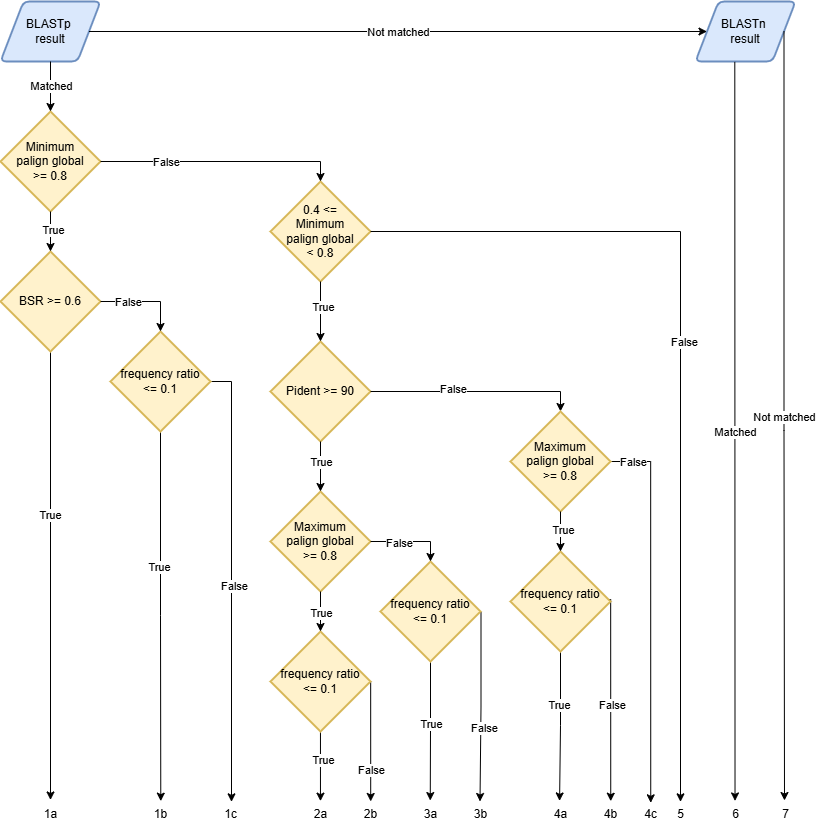 BLASTp
result
BLASTn
result
Not matched
Matched
Minimum
palign global
>= 0.8
False
0.4 <=
Minimum
palign global
< 0.8
True
BSR >= 0.6
False
True
False
frequency ratio
<= 0.1
Pident >= 90
False
Not matched
Matched
Maximum
palign global
>= 0.8
True
False
True
Maximum
palign global
>= 0.8
False
True
True
frequency ratio
<= 0.1
True
False
frequency ratio
<= 0.1
True
frequency ratio
<= 0.1
True
False
True
False
True
False
1a
1b
1c
2a
2b
3a
3b
4a
4b
4c
5
6
7